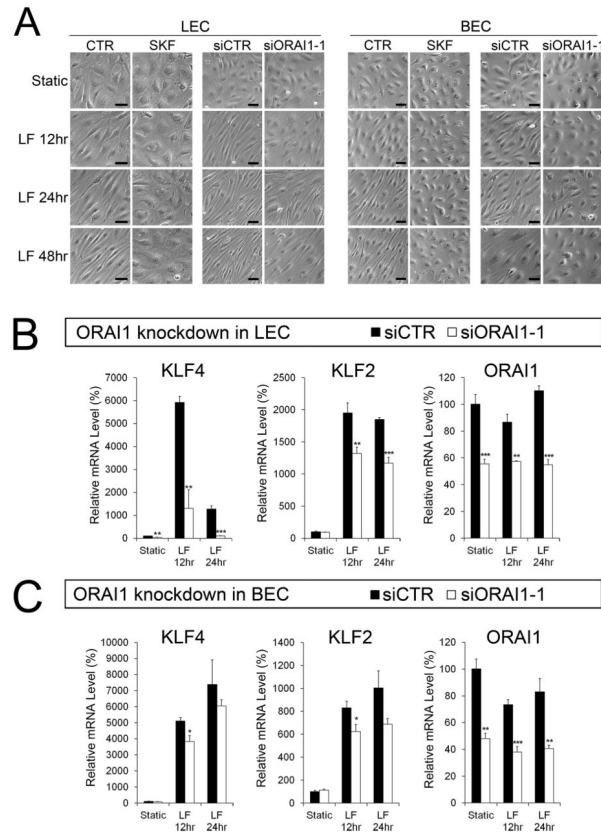 A
LEC BEC
CTR SKF siCTR siORAI1-1 CTR SKF siCTR siORAI1-1
Static
LF 12hr
LF 24hr
LF 48hr
B
ORAI1 knockdown in LEC siCTR siORAI1-1
KLF4 KLF2 ORAI1
Relative mRNA Level (%)
7000
6000
5000
4000
3000
2000
1000
0
** ** ***
Static LF 12hr LF 24hr
Relative mRNA Level (%)
2500
2000
1500
1000
500
0
** ***
Static LF 12hr LF 24hr
Relative mRNA Level (%)
120
100
80
60
40
20
0
*** ** ***
Static LF 12hr LF 24hr
C
ORAI1 knockdown in BEC siCTR siORAI1-1
KLF4 KLF2 ORAI1
Relative mRNA Level (%)
10000
9000
8000
7000
6000
5000
4000
3000
2000
1000
0
*
Static LF 12hr LF 24hr
Relative mRNA Level (%)
1400
1200
1000
800
600
400
200
0
*
Static LF 12hr LF 24hr
Relative mRNA Level (%)
120
100
80
60
40
20
0
** *** **
Static LF 12hr LF 24hr